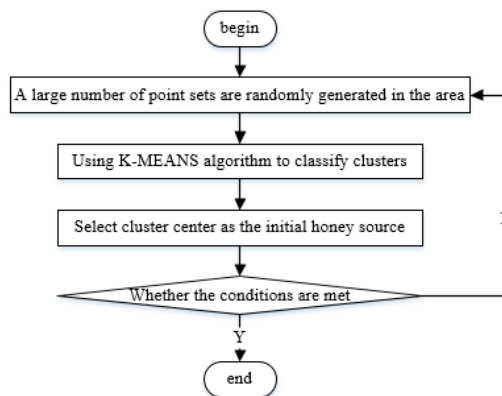 begin
A large number of point sets are randomly generated in the area
Using K-MEANS algorithm to classify clusters
Select cluster center as the initial honey source
Whether the conditions are met
Y
end